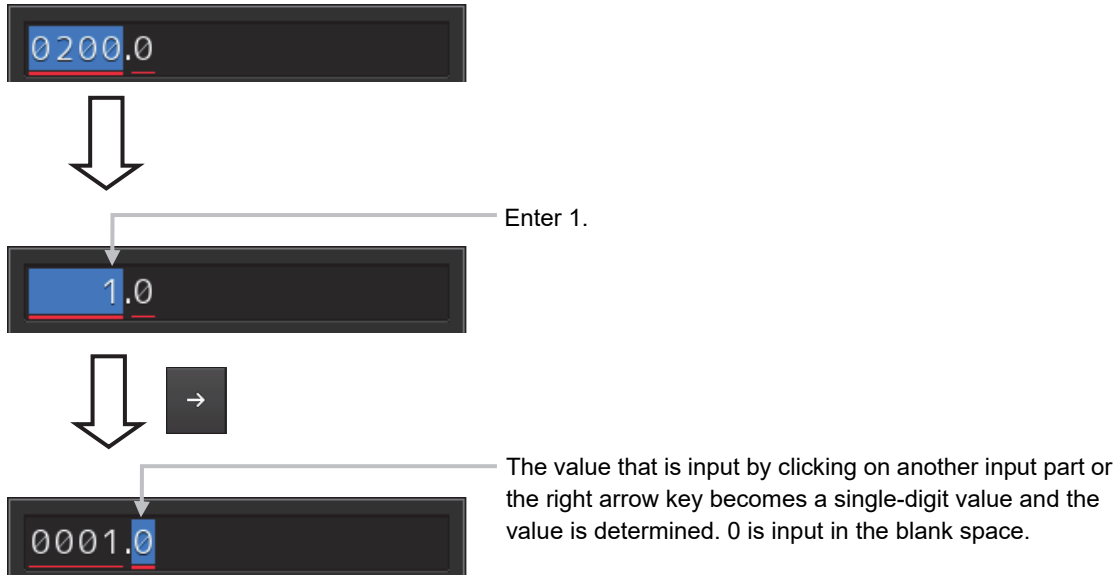 0200.0
Enter 1.
1.0
→
The value that is input by clicking on another input part or
the right arrow key becomes a single-digit value and the
value is determined. 0 is input in the blank space.
0001.0